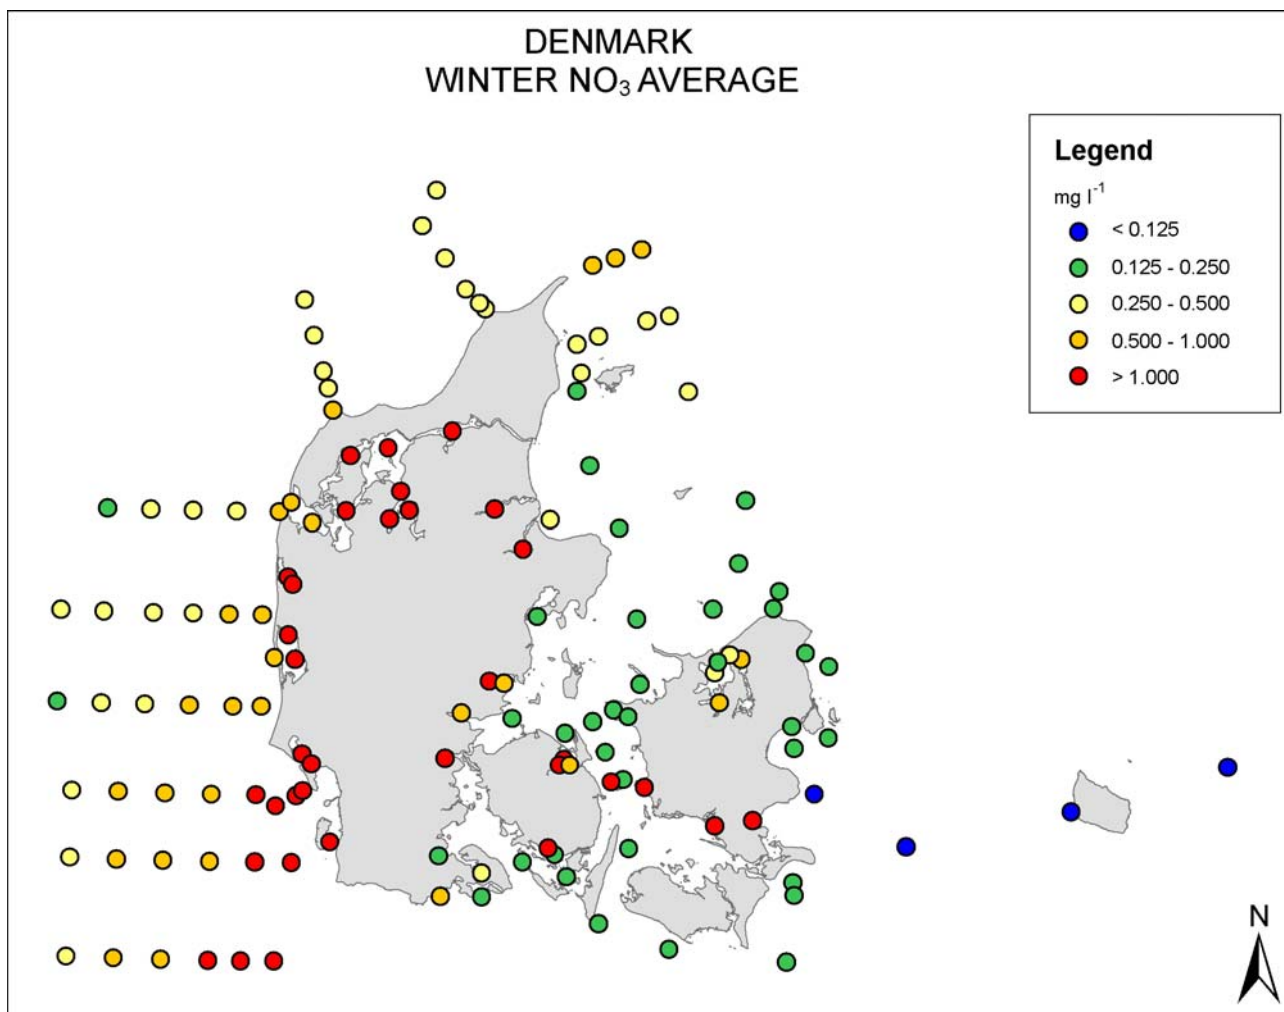 DENMARK
WINTER NO₃ AVERAGE
Legend
mg l⁻¹
< 0.125
0.125 - 0.250
0.250 - 0.500
0.500 - 1.000
> 1.000
N